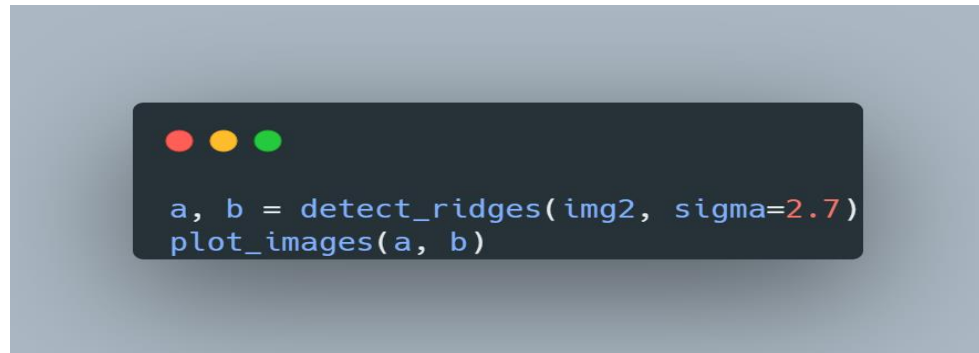 a, b = detect_ridges(img2, sigma=2.7)
plot_images(a, b)